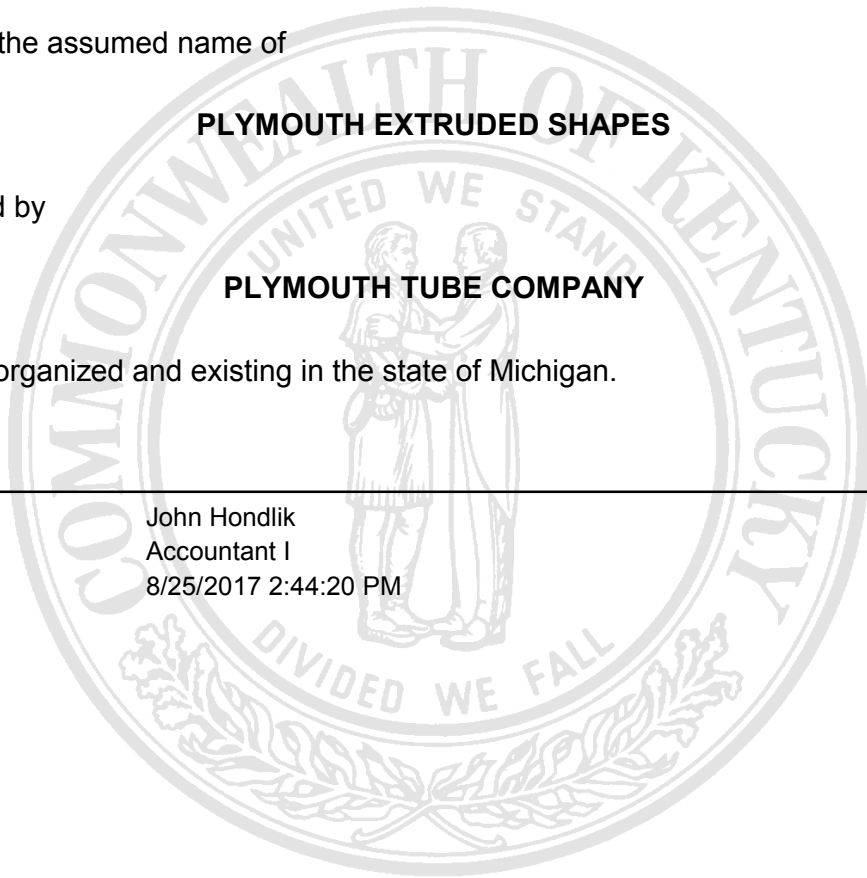 the assumed name of
PLYMOUTH EXTRUDED SHAPES
d by
PLYMOUTH TUBE COMPANY
organized and existing in the state of Michigan.
John Hondlik
Accountant I
8/25/2017 2:44:20 PM
COMMONWEALTH OF KENTUCKY
UNITED WE STAND
DIVIDED WE FALL